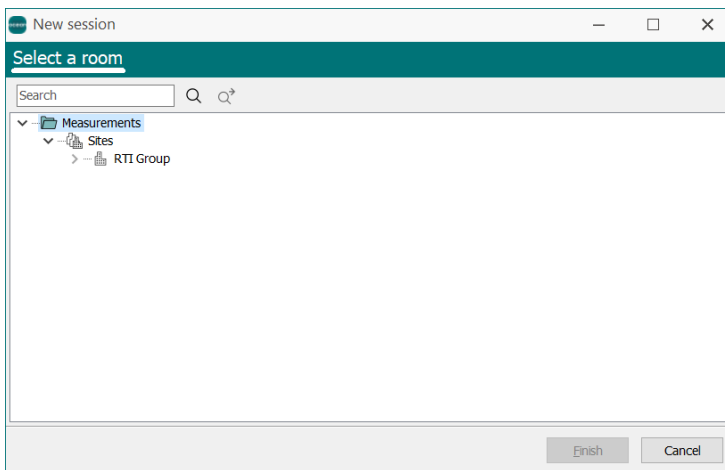 New session
Select a room
Search
Measurements
Sites
RTI Group
Finish Cancel